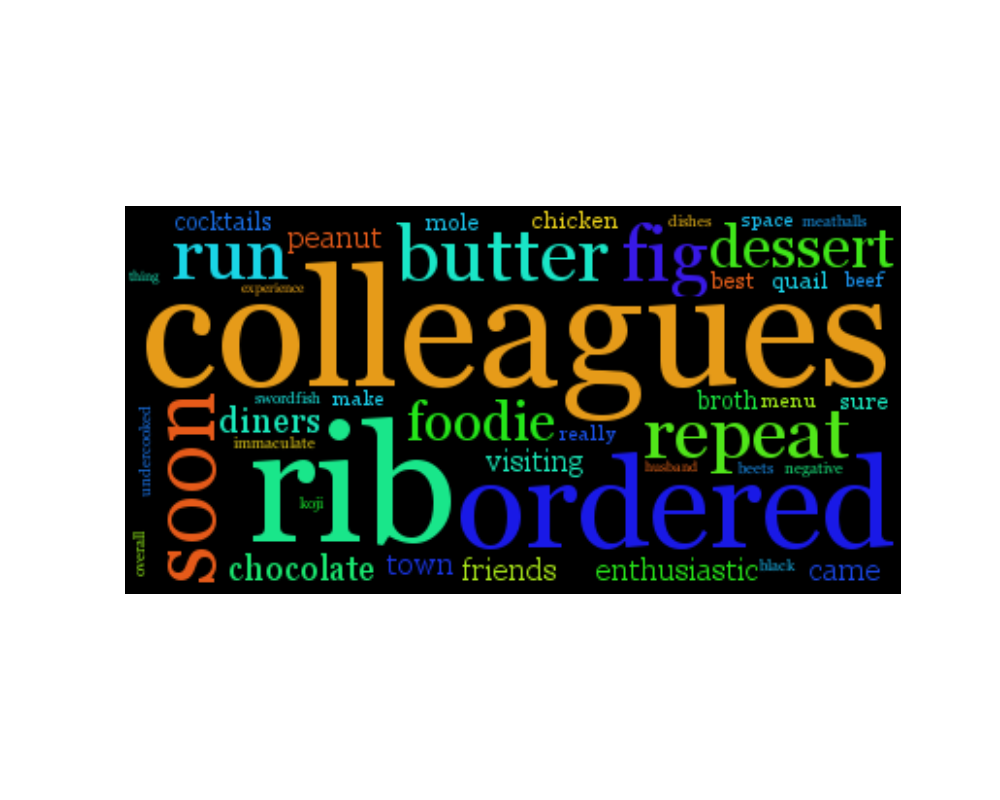 cocktails mole chicken dishes space meatballs
run peanut butter fig dessert
thing experience best quail beef
colleagues
swordfish make broth menu sure
soon undercooked diners foodie really repeat
immaculate visiting husband beets negative
rib koji ordered
overall
chocolate town friends enthusiastic black came